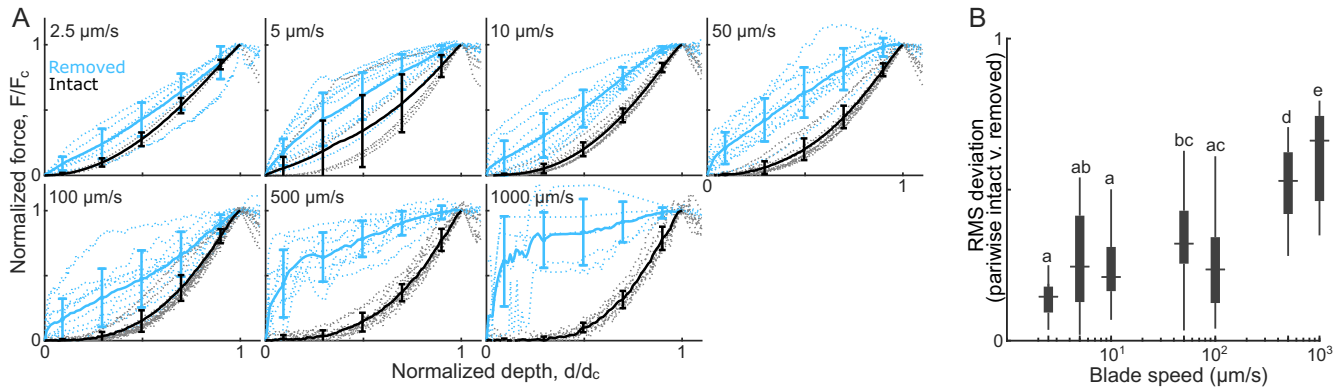 A
2.5 µm/s
5 µm/s
10 µm/s
50 µm/s
Removed
Intact
1
100 µm/s
500 µm/s
1000 µm/s
1
0
0
1
0
1
0
1
0
1
Normalized force, F/Fc
Normalized depth, d/dc
B
RMS deviation
(pariwise intact v. removed)
1
0
a
ab
a
bc
ac
d
e
10¹
10²
10³
Blade speed (µm/s)